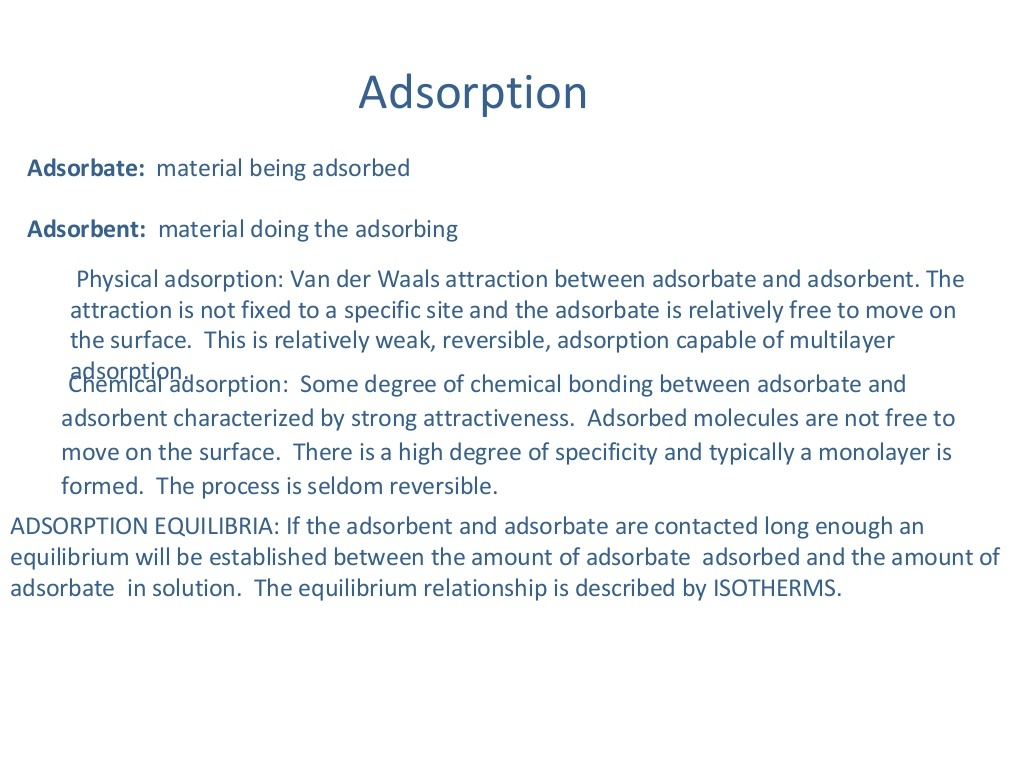 Adsorption
Adsorbate: material being adsorbed
Adsorbent: material doing the adsorbing
Physical adsorption: Van der Waals attraction between adsorbate and adsorbent. The
attraction is not fixed to a specific site and the adsorbate is relatively free to move on
the surface. This is relatively weak, reversible, adsorption capable of multilayer
adsorption.
Chemical adsorption: Some degree of chemical bonding between adsorbate and
adsorbent characterized by strong attractiveness. Adsorbed molecules are not free to
move on the surface. There is a high degree of specificity and typically a monolayer is
formed. The process is seldom reversible.
ADSORPTION EQUILIBRIA: If the adsorbent and adsorbate are contacted long enough an
equilibrium will be established between the amount of adsorbate adsorbed and the amount of
adsorbate in solution. The equilibrium relationship is described by ISOTHERMS.